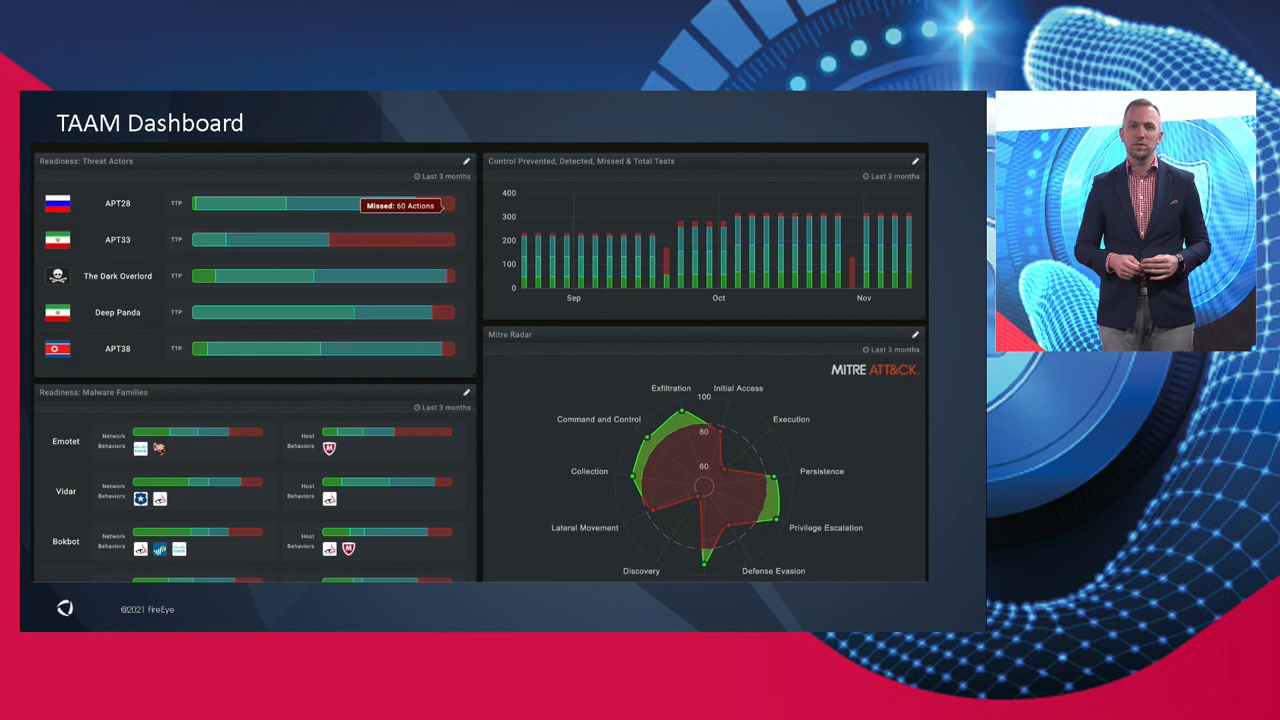 TAAM Dashboard
Readiness: Threat Actors
Last 3 months
APT28
TTP
Missed: 60 Actions
APT33
TTP
The Dark Overlord
TTP
Deep Panda
TTP
APT38
TTP
Readiness: Malware Families
Last 3 months
Emotet
Network
Behaviors
Host
Behaviors
Vidar
Network
Behaviors
Host
Behaviors
Bokbot
Network
Behaviors
Host
Behaviors
Control Prevented, Detected, Missed & Total Tests
Last 3 months
400
300
200
100
0
Sep
Oct
Nov
Mitre Radar
Last 3 months
MITRE ATT&CK
Exfiltration
Initial Access
100
Command and Control
Execution
80
Collection
60
Persistence
Lateral Movement
Privilege Escalation
Discovery
Defense Evasion
©2021 FireEye